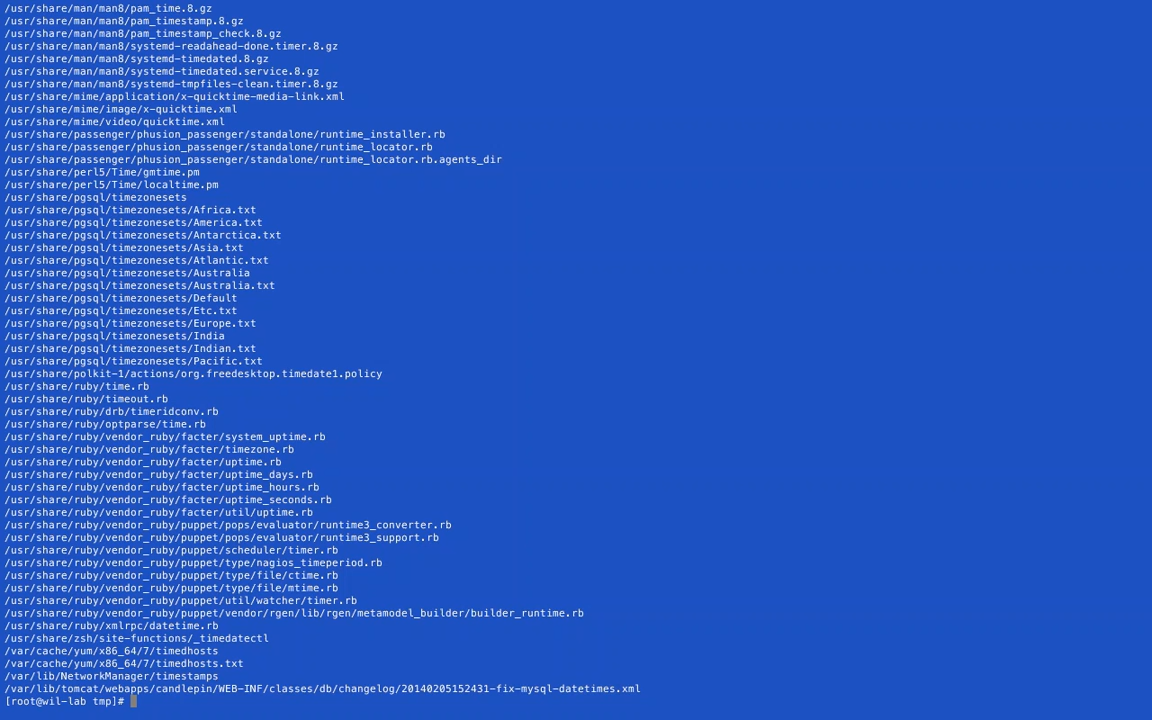 /usr/share/man/man8/pam_time.8.gz
/usr/share/man/man8/pam_timestamp.8.gz
/usr/share/man/man8/pam_timestamp_check.8.gz
/usr/share/man/man8/systemd-readahead-done.timer.8.gz
/usr/share/man/man8/systemd-timedated.8.gz
/usr/share/man/man8/systemd-timedated.service.8.gz
/usr/share/man/man8/systemd-tmpfiles-clean.timer.8.gz
/usr/share/mime/application/x-quicktime-media-link.xml
/usr/share/mime/image/x-quicktime.xml
/usr/share/mime/video/quicktime.xml
/usr/share/passenger/phusion_passenger/standalone/runtime_installer.rb
/usr/share/passenger/phusion_passenger/standalone/runtime_locator.rb
/usr/share/passenger/phusion_passenger/standalone/runtime_locator.rb.agents_dir
/usr/share/perl5/Time/gmtime.pm
/usr/share/perl5/Time/localtime.pm
/usr/share/pgsql/timezonesets
/usr/share/pgsql/timezonesets/Africa.txt
/usr/share/pgsql/timezonesets/America.txt
/usr/share/pgsql/timezonesets/Antarctica.txt
/usr/share/pgsql/timezonesets/Asia.txt
/usr/share/pgsql/timezonesets/Atlantic.txt
/usr/share/pgsql/timezonesets/Australia
/usr/share/pgsql/timezonesets/Australia.txt
/usr/share/pgsql/timezonesets/Default
/usr/share/pgsql/timezonesets/Etc.txt
/usr/share/pgsql/timezonesets/Europe.txt
/usr/share/pgsql/timezonesets/India
/usr/share/pgsql/timezonesets/Indian.txt
/usr/share/pgsql/timezonesets/Pacific.txt
/usr/share/polkit-1/actions/org.freedesktop.timedate1.policy
/usr/share/ruby/time.rb
/usr/share/ruby/timeout.rb
/usr/share/ruby/drb/timeridconv.rb
/usr/share/ruby/optparse/time.rb
/usr/share/ruby/vendor_ruby/facter/system_uptime.rb
/usr/share/ruby/vendor_ruby/facter/timezone.rb
/usr/share/ruby/vendor_ruby/facter/uptime.rb
/usr/share/ruby/vendor_ruby/facter/uptime_days.rb
/usr/share/ruby/vendor_ruby/facter/uptime_hours.rb
/usr/share/ruby/vendor_ruby/facter/uptime_seconds.rb
/usr/share/ruby/vendor_ruby/facter/util/uptime.rb
/usr/share/ruby/vendor_ruby/puppet/pops/evaluator/runtime3_converter.rb
/usr/share/ruby/vendor_ruby/puppet/pops/evaluator/runtime3_support.rb
/usr/share/ruby/vendor_ruby/puppet/scheduler/timer.rb
/usr/share/ruby/vendor_ruby/puppet/type/nagios_timeperiod.rb
/usr/share/ruby/vendor_ruby/puppet/type/file/ctime.rb
/usr/share/ruby/vendor_ruby/puppet/type/file/mtime.rb
/usr/share/ruby/vendor_ruby/puppet/util/watcher/timer.rb
/usr/share/ruby/vendor_ruby/puppet/vendor/rgen/lib/rgen/metamodel_builder/builder_runtime.rb
/usr/share/ruby/xmlrpc/datetime.rb
/usr/share/zsh/site-functions/_timedatectl
/var/cache/yum/x86_64/7/timedhosts
/var/cache/yum/x86_64/7/timedhosts.txt
/var/lib/NetworkManager/timestamps
/var/lib/tomcat/webapps/candlepin/WEB-INF/classes/db/changelog/20140205152431-fix-mysql-datetimes.xml
[root@wil-lab tmp]#